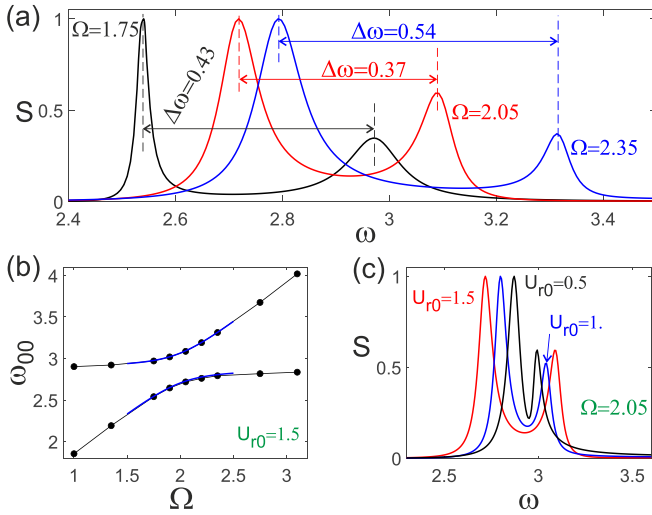 (a)
Ω=1.75
Δω=0.54
Δω=0.37
Δω=0.43
Ω=2.05
Ω=2.35
S
1
0.5
0
2.4 2.6 2.8 3 3.2 3.4
ω
(b)
ω00
4
3.5
3
2.5
2
1 1.5 2 2.5 3
Ω
Ur0=1.5
(c)
S
1
0.5
0
2.5 3 3.5
ω
Ur0=1.5
Ur0=0.5
Ur0=1.
Ω=2.05